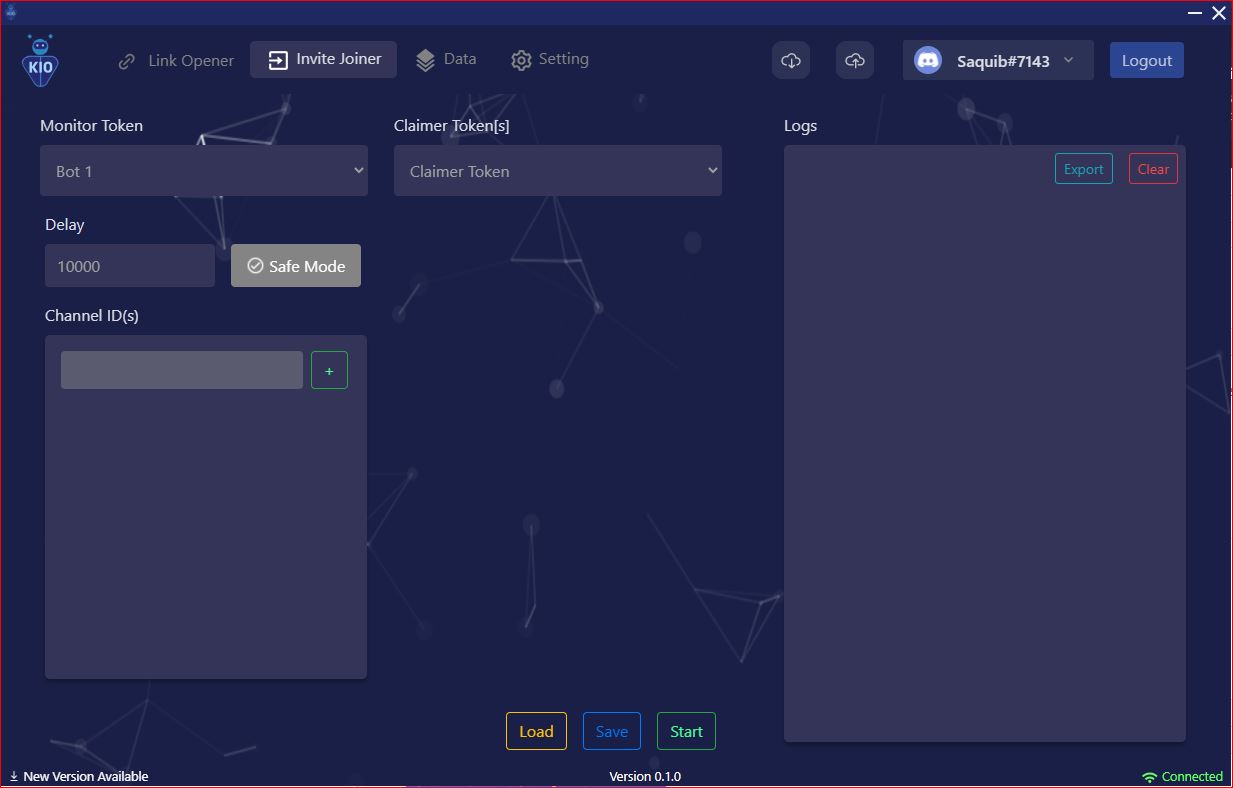 KIO
Link Opener
Invite Joiner
Data
Setting
Saquib#7143
Logout
Monitor Token
Claimer Token[s]
Logs
Bot 1
Claimer Token
Export
Clear
Delay
10000
Safe Mode
Channel ID(s)
+
Load
Save
Start
New Version Available
Version 0.1.0
Connected